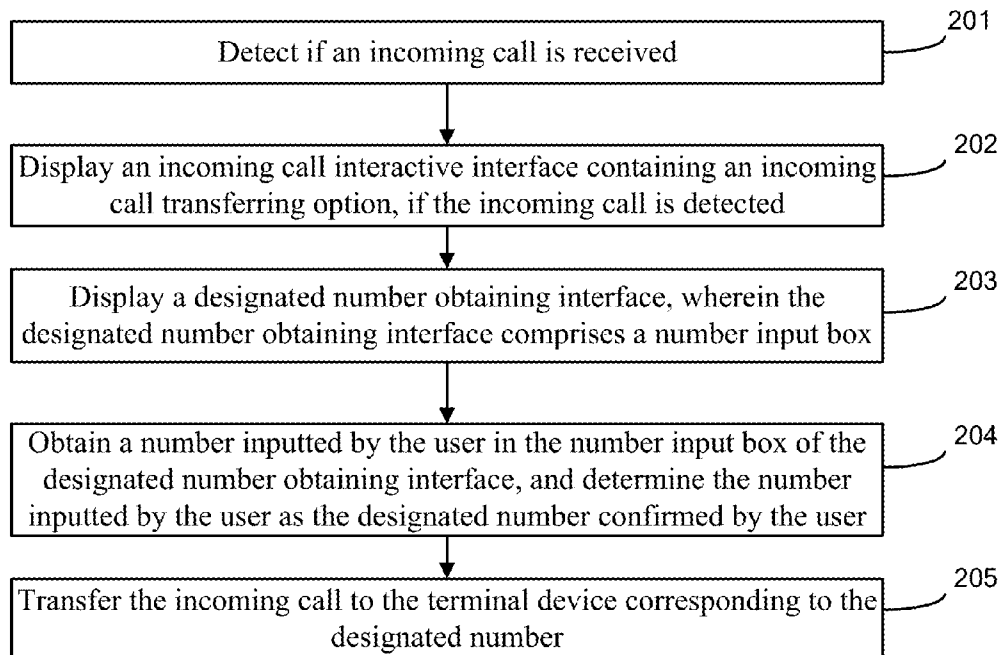 Detect if an incoming call is received
201
Display an incoming call interactive interface containing an incoming
call transferring option, if the incoming call is detected
202
Display a designated number obtaining interface, wherein the
designated number obtaining interface comprises a number input box
203
Obtain a number inputted by the user in the number input box of the
designated number obtaining interface, and determine the number
inputted by the user as the designated number confirmed by the user
204
Transfer the incoming call to the terminal device corresponding to the
designated number
205